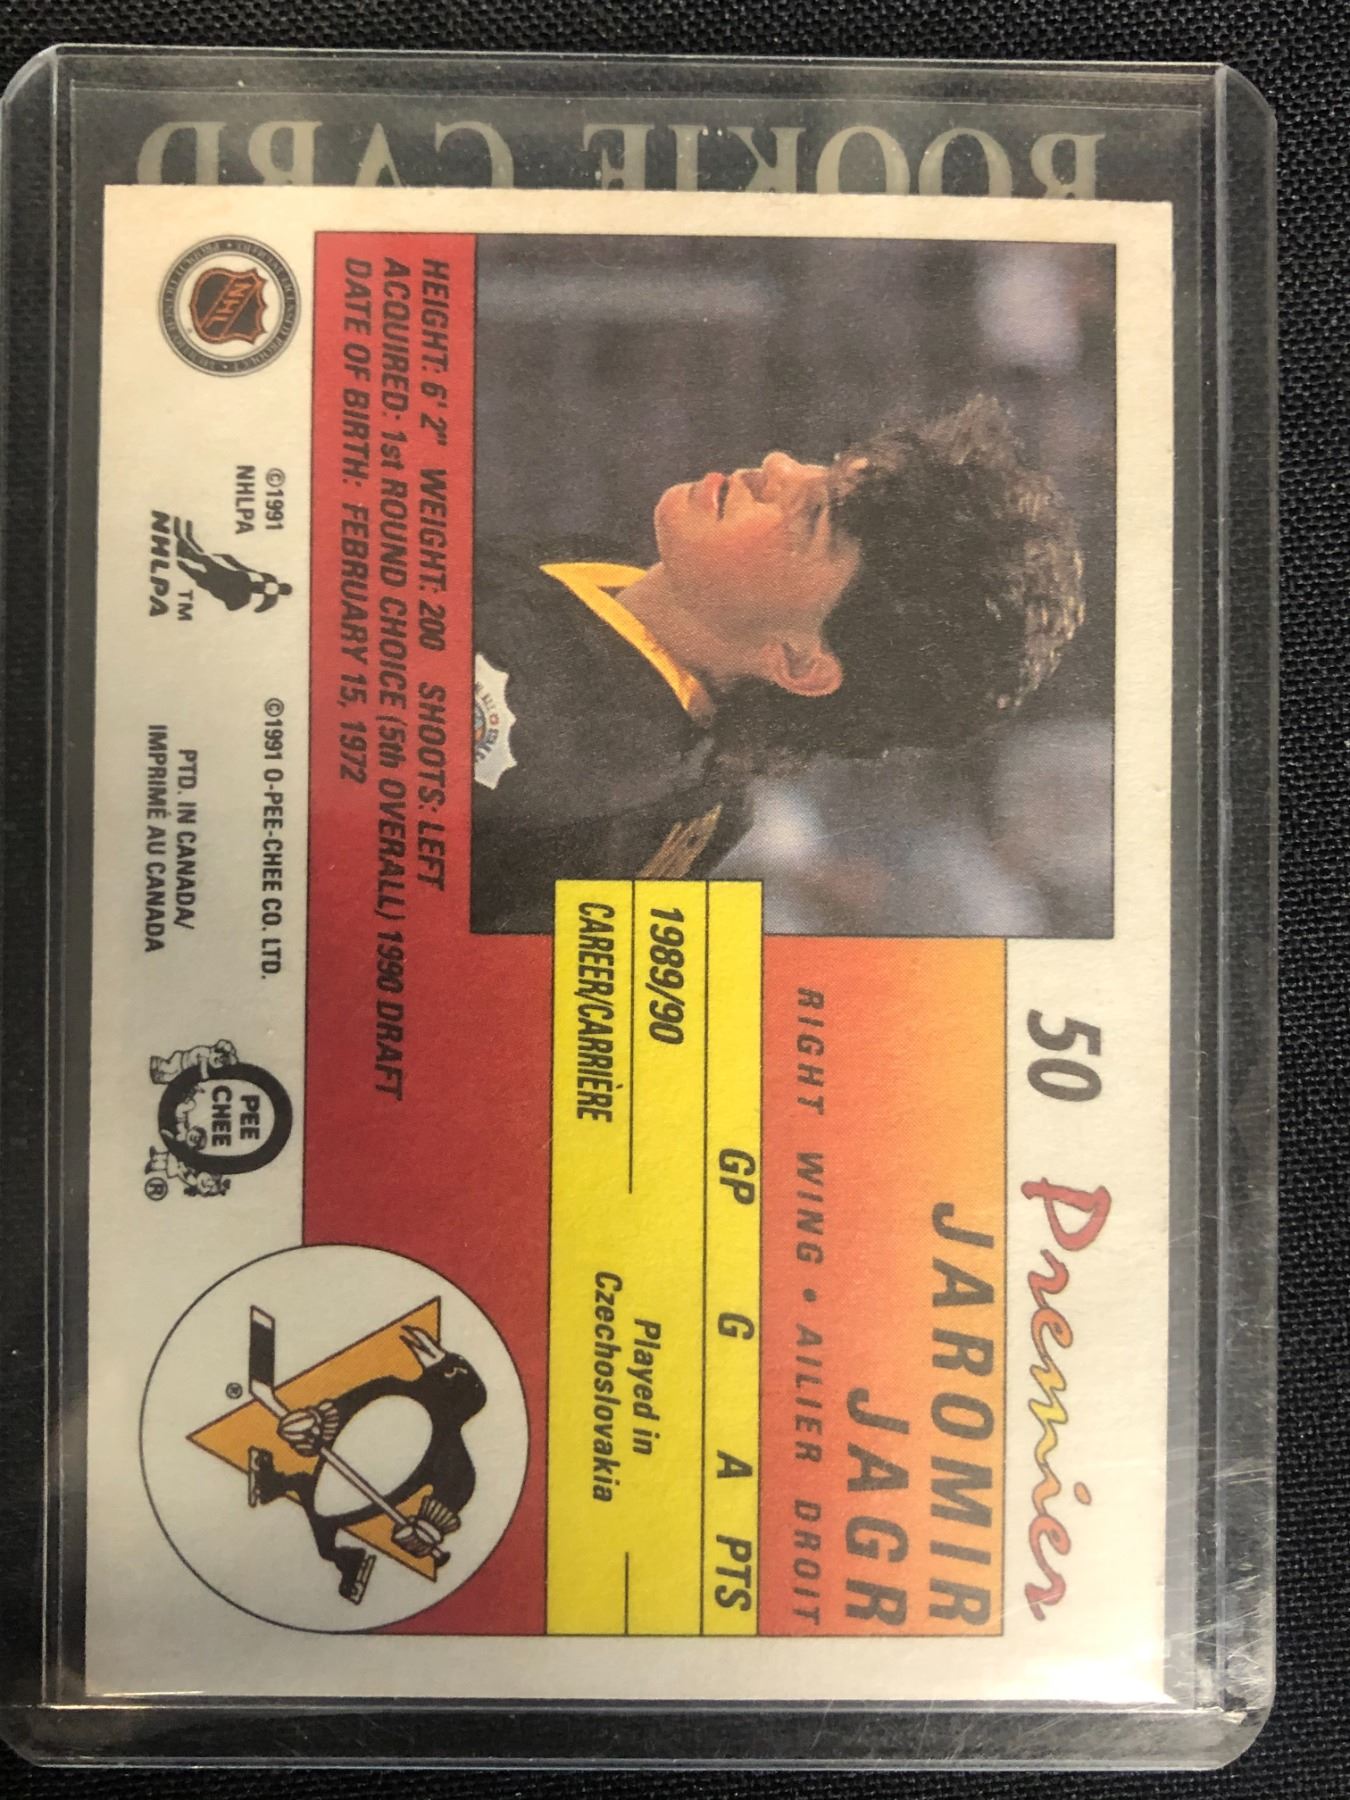 ROOKIE CARD
50 Premier
JAROMIR
JAGR
RIGHT WING • AILIER DROIT
GP G A PTS
1989/90
Played in
Czechoslovakia
CAREER/CARRIÈRE
HEIGHT: 6' 2" WEIGHT: 200 SHOOTS: LEFT
ACQUIRED: 1st ROUND CHOICE (5th OVERALL) 1990 DRAFT
DATE OF BIRTH: FEBRUARY 15, 1972
NHL
©1991
NHLPA
NHLPA
TM
©1991 O-PEE-CHEE CO. LTD.
PTD. IN CANADA/
IMPRIMÉ AU CANADA
O
PEE
CHEE
®
®